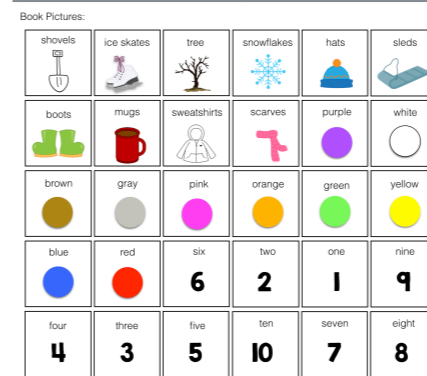 Book Pictures:
shovels ice skates tree snowflakes hats sleds
boots mugs sweatshirts scarves purple white
brown gray pink orange green yellow
blue red six two one nine
6 2 1 9
four three five ten seven eight
4 3 5 10 7 8